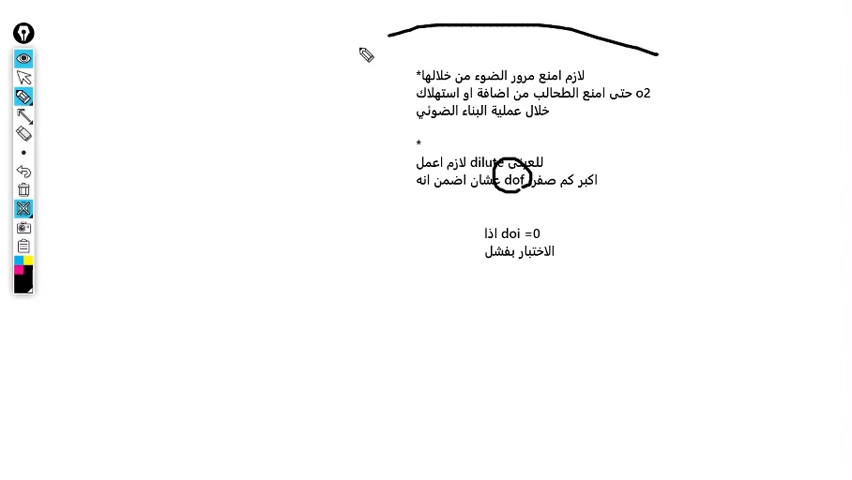 *لازم امنع مرور الضوء من خلالها
حتى امنع الطحالب من اضافة او استهلاك o2
خلال عملية البناء الضوئي
*
لازم اعمل dilute للعينى
عشان اضمن انه dof اكبر كم صفر
اذا doi =0
الاختبار بفشل